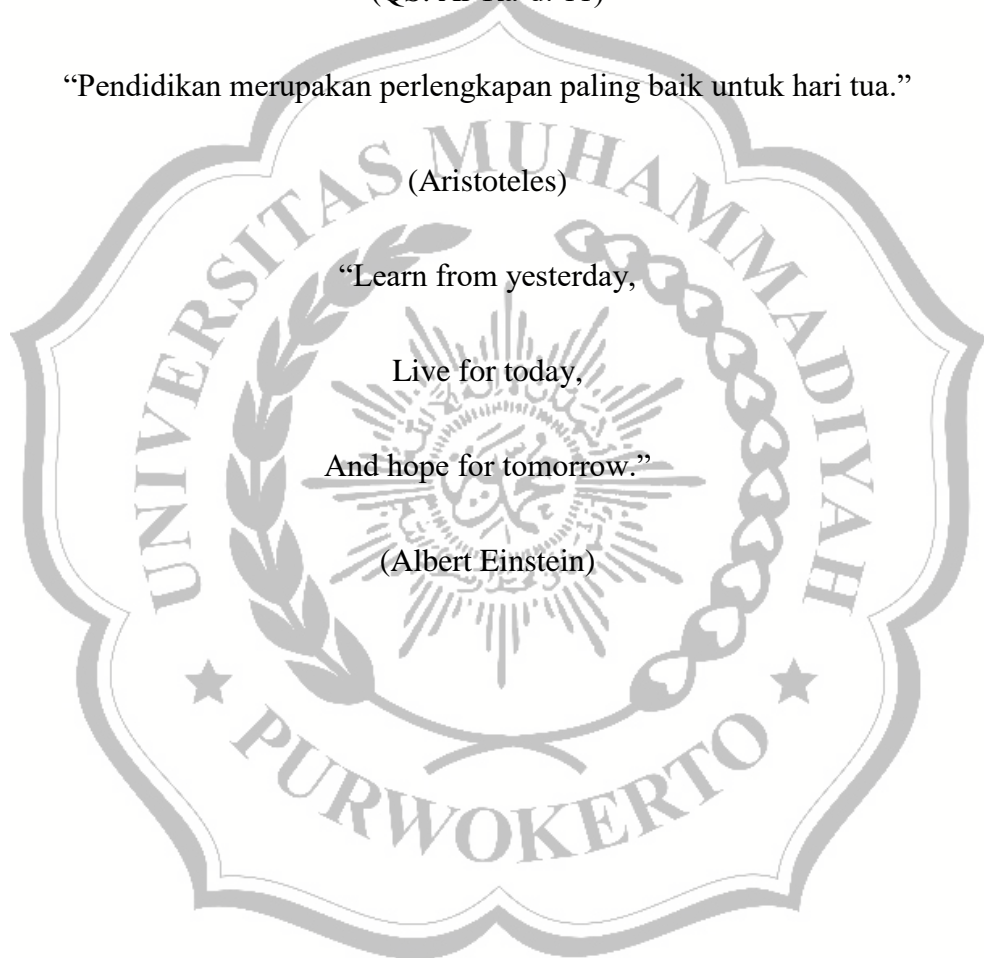 “Pendidikan merupakan perlengkapan paling baik untuk hari tua.”
(Aristoteles)
“Learn from yesterday,
Live for today,
And hope for tomorrow.”
(Albert Einstein)
UNIVERSITAS MUHAMMADIYAH
PURWOKERTO